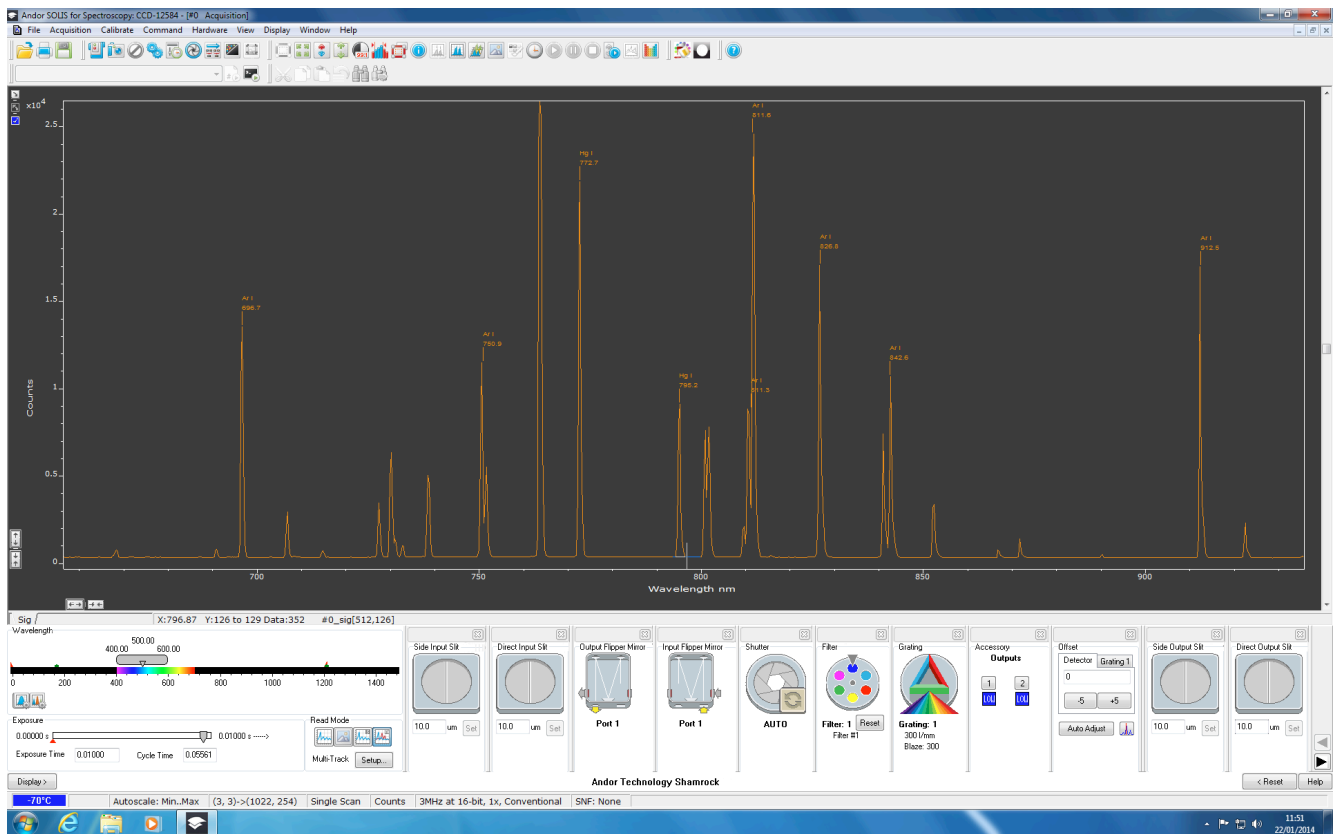 Andor SOLIS for Spectroscopy: CCD-12584 - [#0 Acquisition]
File Acquisition Calibrate Command Hardware View Display Window Help
x10⁴
2.5
2
1.5
1
0.5
0
Counts
Ar I
696.7
Ar I
750.9
Hg I
772.7
Hg I
795.2
Ar I
811.6
Ar I
811.3
Ar I
826.8
Ar I
842.6
Ar I
912.5
700 750 800 850 900
Wavelength nm
Sig X:796.87 Y:126 to 129 Data:352 #0_sig[512,126]
Wavelength
500.00
400.00 600.00
0 200 400 600 800 1000 1200 1400
Exposure
0.00000 s 0.01000 s ----->
Exposure Time 0.01000 Cycle Time 0.05561
Read Mode
Multi-Track Setup...
Side Input Slit
10.0 um Set
Direct Input Slit
10.0 um Set
Output Flipper Mirror
Port 1
Input Flipper Mirror
Port 1
Shutter
AUTO
Filter
Filter: 1 Reset
Filter #1
Grating
Grating: 1
300 l/mm
Blaze: 300
Accessory
Outputs
1 2
Offset
Detector Grating 1
0
-5 +5
Auto Adjust
Side Output Slit
10.0 um Set
Direct Output Slit
10.0 um Set
Display >
Andor Technology Shamrock
< Reset Help
-70°C Autoscale: Min..Max (3, 3)->(1022, 254) Single Scan Counts 3MHz at 16-bit, 1x, Conventional SNF: None
11:51
22/01/2014